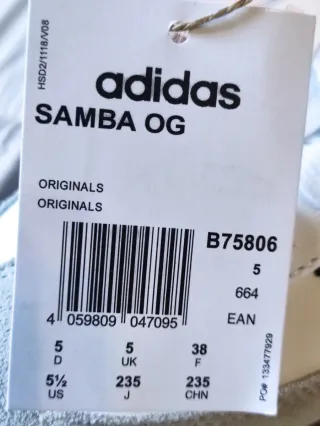 HSD2/1118/V08
adidas
SAMBA OG
ORIGINALS
ORIGINALS
B75806
5
664
EAN
4 059809 047095
5 5 38
D UK F
5½ 235 235
US J CHN
PO# 133477929